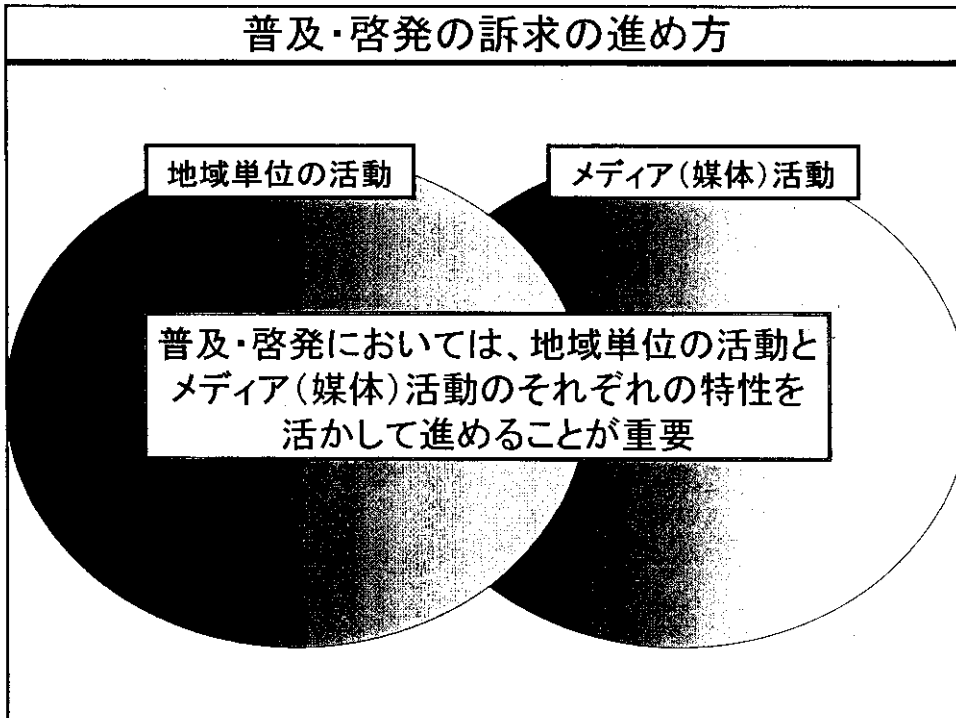 普及・啓発の訴求の進め方
地域単位の活動
メディア（媒体）活動
普及・啓発においては、地域単位の活動と
メディア（媒体）活動のそれぞれの特性を
活かして進めることが重要